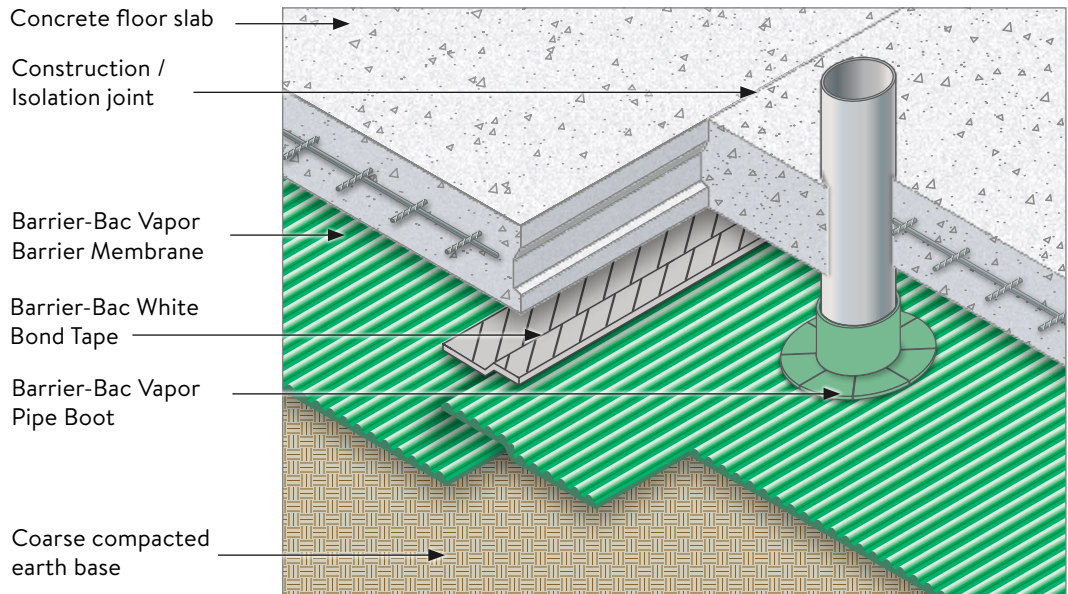 Concrete floor slab
Construction /
Isolation joint
Barrier-Bac Vapor
Barrier Membrane
Barrier-Bac White
Bond Tape
Barrier-Bac Vapor
Pipe Boot
Coarse compacted
earth base